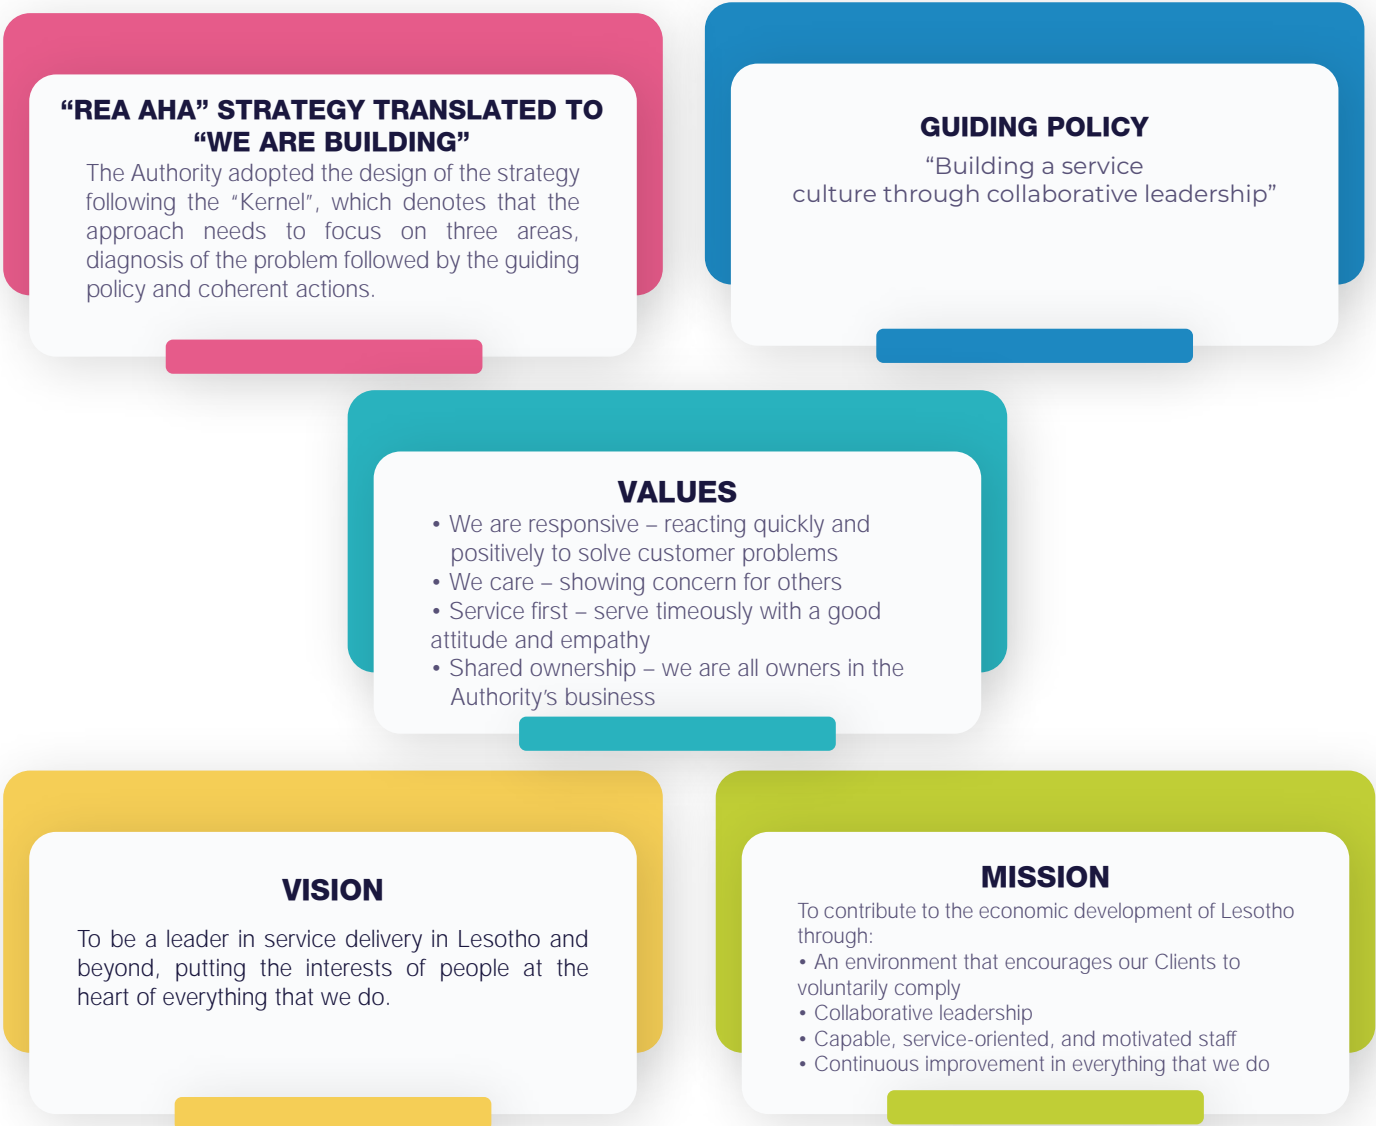 “REA AHA” STRATEGY TRANSLATED TO
“WE ARE BUILDING”
The Authority adopted the design of the strategy
following the “Kernel”, which denotes that the
approach needs to focus on three areas,
diagnosis of the problem followed by the guiding
policy and coherent actions.
GUIDING POLICY
“Building a service
culture through collaborative leadership”
VALUES
• We are responsive – reacting quickly and
positively to solve customer problems
• We care – showing concern for others
• Service first – serve timeously with a good
attitude and empathy
• Shared ownership – we are all owners in the
Authority’s business
VISION
To be a leader in service delivery in Lesotho and
beyond, putting the interests of people at the
heart of everything that we do.
MISSION
To contribute to the economic development of Lesotho
through:
• An environment that encourages our Clients to
voluntarily comply
• Collaborative leadership
• Capable, service-oriented, and motivated staff
• Continuous improvement in everything that we do